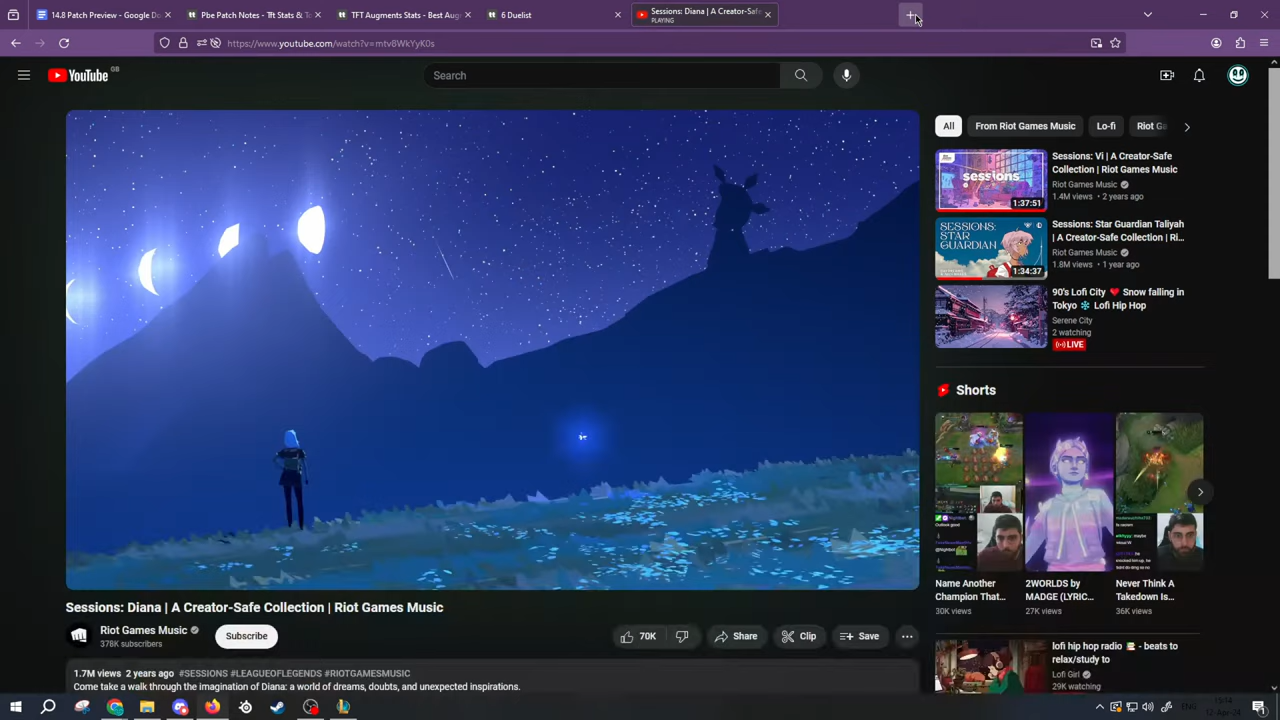 14.8 Patch Preview - Google Do
Pbe Patch Notes - Tft Stats & Te
TFT Augments Stats - Best Aug
6 Duelist
Sessions: Diana | A Creator-Safe
PLAYING
https://www.youtube.com/watch?v=mtv8WkYyK0s
YouTube GB
Search
All
From Riot Games Music
Lo-fi
Riot Ga
sessions
1:37:51
Sessions: Vi | A Creator-Safe
Collection | Riot Games Music
Riot Games Music
1.4M views • 2 years ago
SESSIONS:
STAR
GUARDIAN
1:34:37
Sessions: Star Guardian Taliyah
| A Creator-Safe Collection | Ri...
Riot Games Music
1.8M views • 1 year ago
90's Lofi City ❤️ Snow falling in
Tokyo ❄️ Lofi Hip Hop
Serene City
2 watching
LIVE
Shorts
Name Another
Champion That...
30K views
2WORLDS by
MADGE (LYRIC...
27K views
Never Think A
Takedown Is...
36K views
Sessions: Diana | A Creator-Safe Collection | Riot Games Music
Riot Games Music
378K subscribers
Subscribe
70K
Share
Clip
Save
1.7M views 2 years ago #SESSIONS #LEAGUEOFLEGENDS #RIOTGAMESMUSIC
Come take a walk through the imagination of Diana: a world of dreams, doubts, and unexpected inspirations.
lofi hip hop radio 📚 - beats to
relax/study to
Lofi Girl
29K watching
ENG
15:14
12-Apr-24